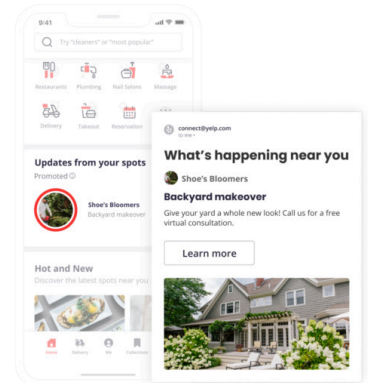 9:41
Try "cleaners" or "most popular"
Restaurants
Plumbing
Nail Salons
Massage
Delivery
Takeout
Reservation
Updates from your spots
Promoted
Shoe's Bloomers
Backyard makeover
Hot and New
Discover the latest spots near you
Home
Delivery
Me
Collections
connect@yelp.com
to me
What's happening near you
Shoe's Bloomers
Backyard makeover
Give your yard a whole new look! Call us for a free
virtual consultation.
Learn more